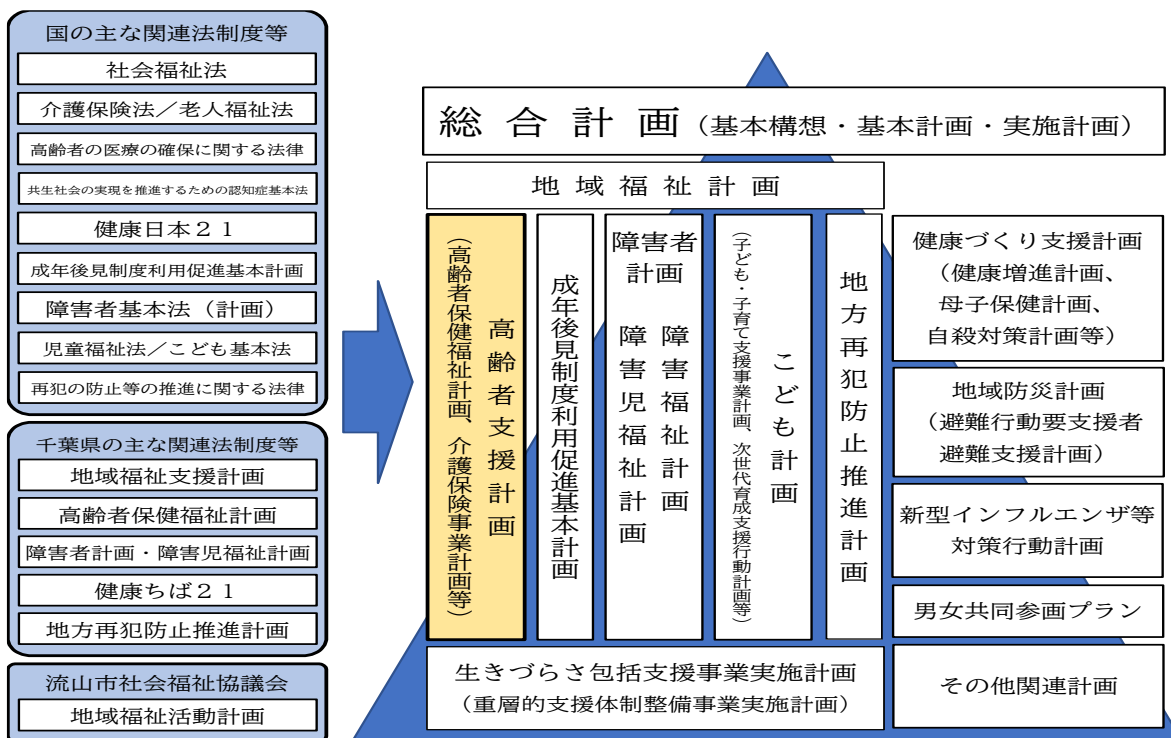 国の主な関連法制度等
社会福祉法
介護保険法／老人福祉法
高齢者の医療の確保に関する法律
共生社会の実現を推進するための認知症基本法
健康日本２１
成年後見制度利用促進基本計画
障害者基本法（計画）
児童福祉法／こども基本法
再犯の防止等の推進に関する法律
千葉県の主な関連法制度等
地域福祉支援計画
高齢者保健福祉計画
障害者計画・障害児福祉計画
健康ちば２１
地方再犯防止推進計画
流山市社会福祉協議会
地域福祉活動計画
総合計画（基本構想・基本計画・実施計画）
地域福祉計画
高齢者支援計画
（高齢者保健福祉計画、介護保険事業計画等）
成年後見制度利用促進基本計画
障害者
計画
障害福祉計画
障害児福祉計画
こども計画
（子ども・子育て支援事業計画、次世代育成支援行動計画等）
地方再犯防止推進計画
健康づくり支援計画
（健康増進計画、
母子保健計画、
自殺対策計画等）
地域防災計画
（避難行動要支援者
避難支援計画）
新型インフルエンザ等
対策行動計画
男女共同参画プラン
その他関連計画
生きづらさ包括支援事業実施計画
（重層的支援体制整備事業実施計画）